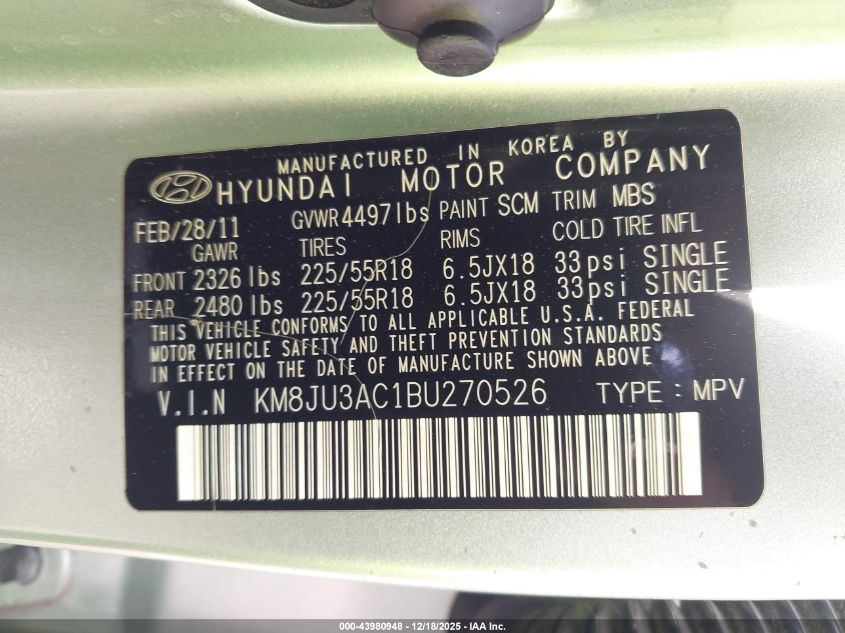 MANUFACTURED IN KOREA BY
HYUNDAI MOTOR COMPANY
FEB/28/11 GVWR 4497 lbs PAINT SCM TRIM MBS
GAWR TIRES RIMS COLD TIRE INFL
FRONT 2326 lbs 225/55R18 6.5JX18 33 psi SINGLE
REAR 2480 lbs 225/55R18 6.5JX18 33 psi SINGLE
THIS VEHICLE CONFORMS TO ALL APPLICABLE U.S.A. FEDERAL
MOTOR VEHICLE SAFETY AND THEFT PREVENTION STANDARDS
IN EFFECT ON THE DATE OF MANUFACTURE SHOWN ABOVE
V.I.N KM8JU3AC1BU270526 TYPE : MPV
000-43980948 - 12/18/2025 - IAA Inc.